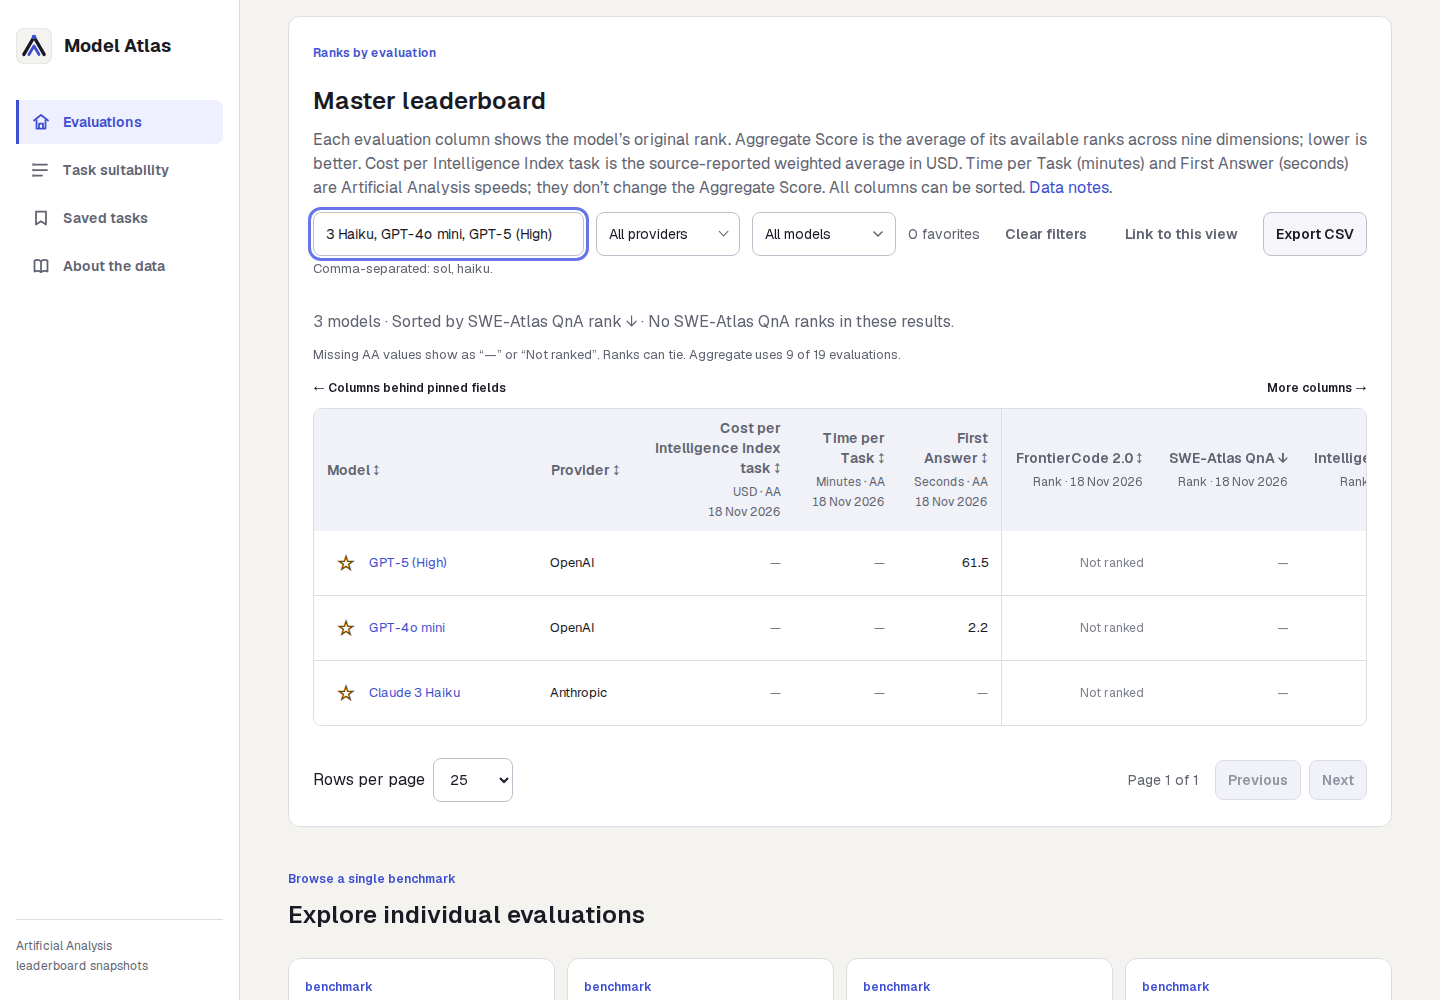 Model Atlas
Evaluations
Task suitability
Saved tasks
About the data
Artificial Analysis
leaderboard snapshots
Ranks by evaluation
Master leaderboard
Each evaluation column shows the model’s original rank. Aggregate Score is the average of its available ranks across nine dimensions; lower is
better. Cost per Intelligence Index task is the source-reported weighted average in USD. Time per Task (minutes) and First Answer (seconds)
are Artificial Analysis speeds; they don’t change the Aggregate Score. All columns can be sorted. Data notes.
3 Haiku, GPT-4o mini, GPT-5 (High) All providers All models 0 favorites Clear filters Link to this view Export CSV
Comma-separated: sol, haiku.
3 models · Sorted by SWE-Atlas QnA rank ↓ · No SWE-Atlas QnA ranks in these results.
Missing AA values show as “—” or “Not ranked”. Ranks can tie. Aggregate uses 9 of 19 evaluations.
← Columns behind pinned fields More columns →
Model ↕ Provider ↕ Cost per Intelligence Index task ↕ USD · AA 18 Nov 2026 Time per Task ↕ Minutes · AA 18 Nov 2026 First Answer ↕ Seconds · AA 18 Nov 2026 FrontierCode 2.0 ↕ Rank · 18 Nov 2026 SWE-Atlas QnA ↓ Rank · 18 Nov 2026 Intellige Rank
☆ GPT-5 (High) OpenAI — — 61.5 Not ranked —
☆ GPT-4o mini OpenAI — — 2.2 Not ranked —
☆ Claude 3 Haiku Anthropic — — — Not ranked —
Rows per page 25 Page 1 of 1 Previous Next
Browse a single benchmark
Explore individual evaluations
benchmark benchmark benchmark benchmark